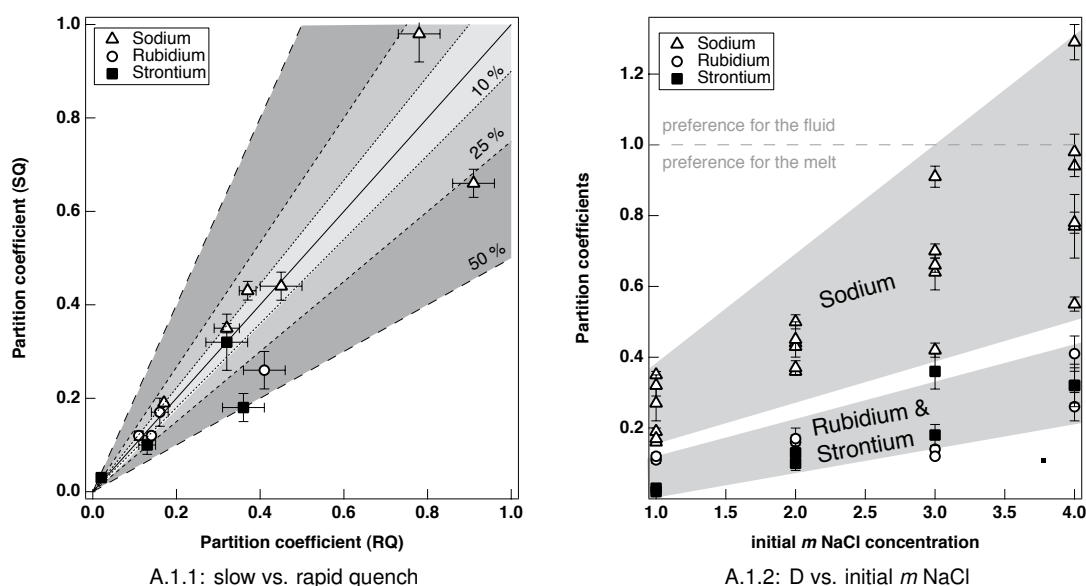 1.0
0.8
0.6
0.4
0.2
0.0
Partition coefficient (SQ)
Sodium
Rubidium
Strontium
10 %
25 %
50 %
0.0 0.2 0.4 0.6 0.8 1.0
Partition coefficient (RQ)
A.1.1: slow vs. rapid quench
1.2
1.0
0.8
0.6
0.4
0.2
Partition coefficients
Sodium
Rubidium
Strontium
preference for the fluid
preference for the melt
Sodium
Rubidium &
Strontium
1.0 1.5 2.0 2.5 3.0 3.5 4.0
initial m NaCl concentration
A.1.2: D vs. initial m NaCl